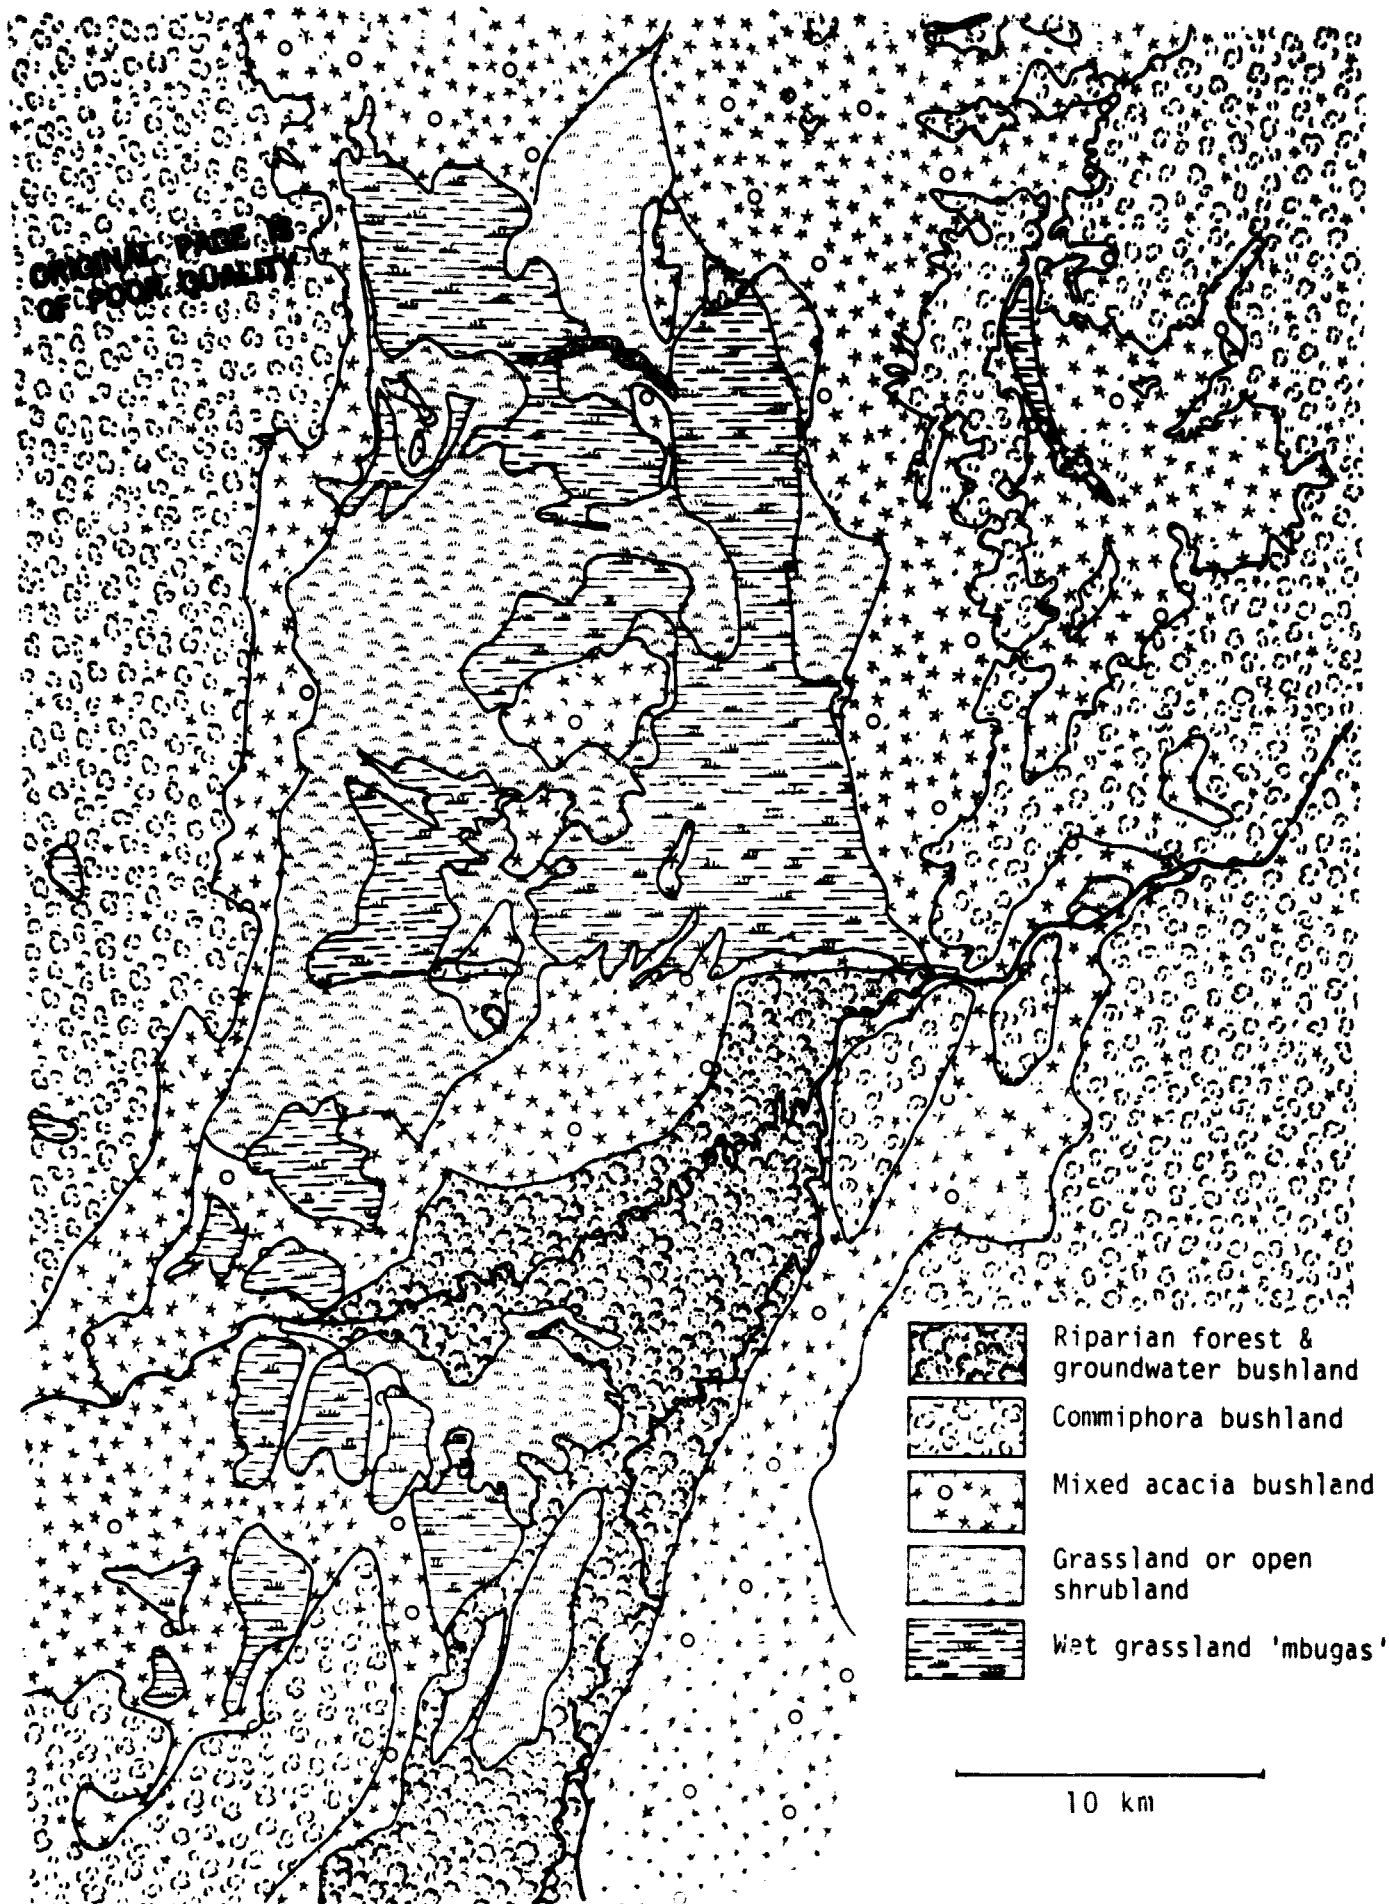 ORIGINAL PAGE IS
OF POOR QUALITY
Riparian forest &
groundwater bushland
Commiphora bushland
Mixed acacia bushland
Grassland or open
shrubland
Wet grassland 'mbugas'
10 km